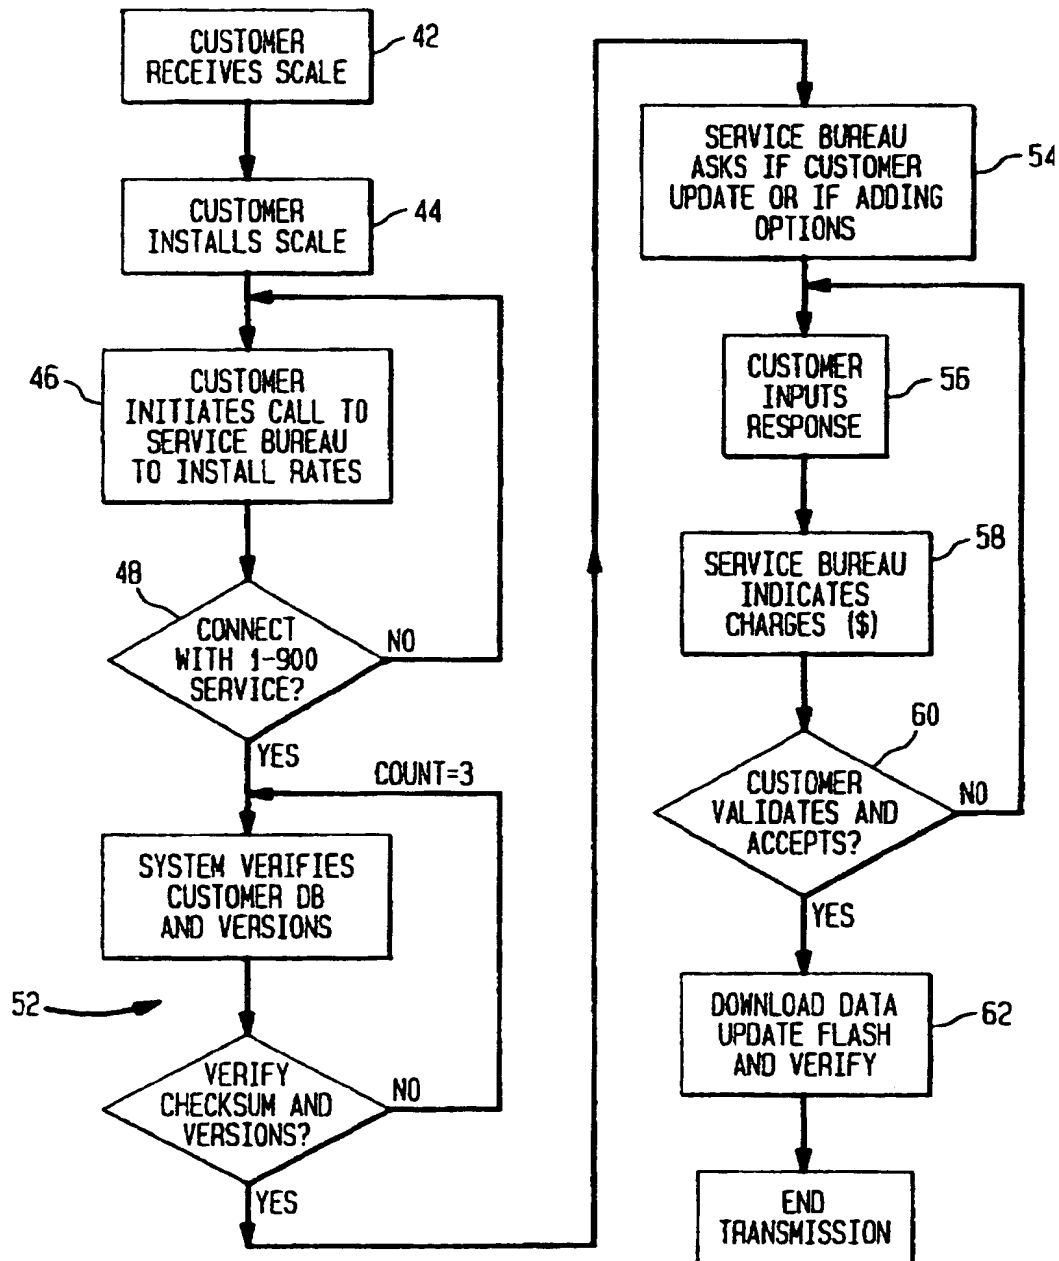 CUSTOMER
RECEIVES SCALE
42
CUSTOMER
INSTALLS SCALE
44
46
CUSTOMER
INITIATES CALL TO
SERVICE BUREAU
TO INSTALL RATES
48
CONNECT
WITH 1-900
SERVICE?
NO
YES
COUNT=3
SYSTEM VERIFIES
CUSTOMER DB
AND VERSIONS
52
VERIFY
CHECKSUM AND
VERSIONS?
NO
YES
SERVICE BUREAU
ASKS IF CUSTOMER
UPDATE OR IF ADDING
OPTIONS
54
CUSTOMER
INPUTS
RESPONSE
56
SERVICE BUREAU
INDICATES
CHARGES ($)
58
60
CUSTOMER
VALIDATES AND
ACCEPTS?
NO
YES
DOWNLOAD DATA
UPDATE FLASH
AND VERIFY
62
END
TRANSMISSION